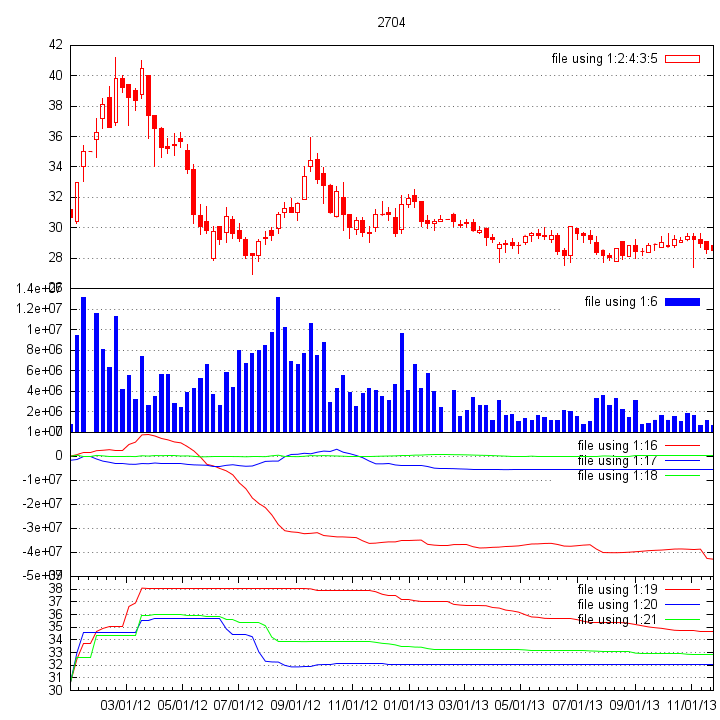 2704
42
file using 1:2:4:3:5
40
38
36
34
32
30
28
26
1.4e+07
file using 1:6
1.2e+07
1e+07
8e+06
6e+06
4e+06
2e+06
1e+07
file using 1:16
0
file using 1:17
file using 1:18
-1e+07
-2e+07
-3e+07
-4e+07
-5e+07
38
file using 1:19
37
file using 1:20
36
file using 1:21
35
34
33
32
31
30
03/01/12 05/01/12 07/01/12 09/01/12 11/01/12 01/01/13 03/01/13 05/01/13 07/01/13 09/01/13 11/01/13